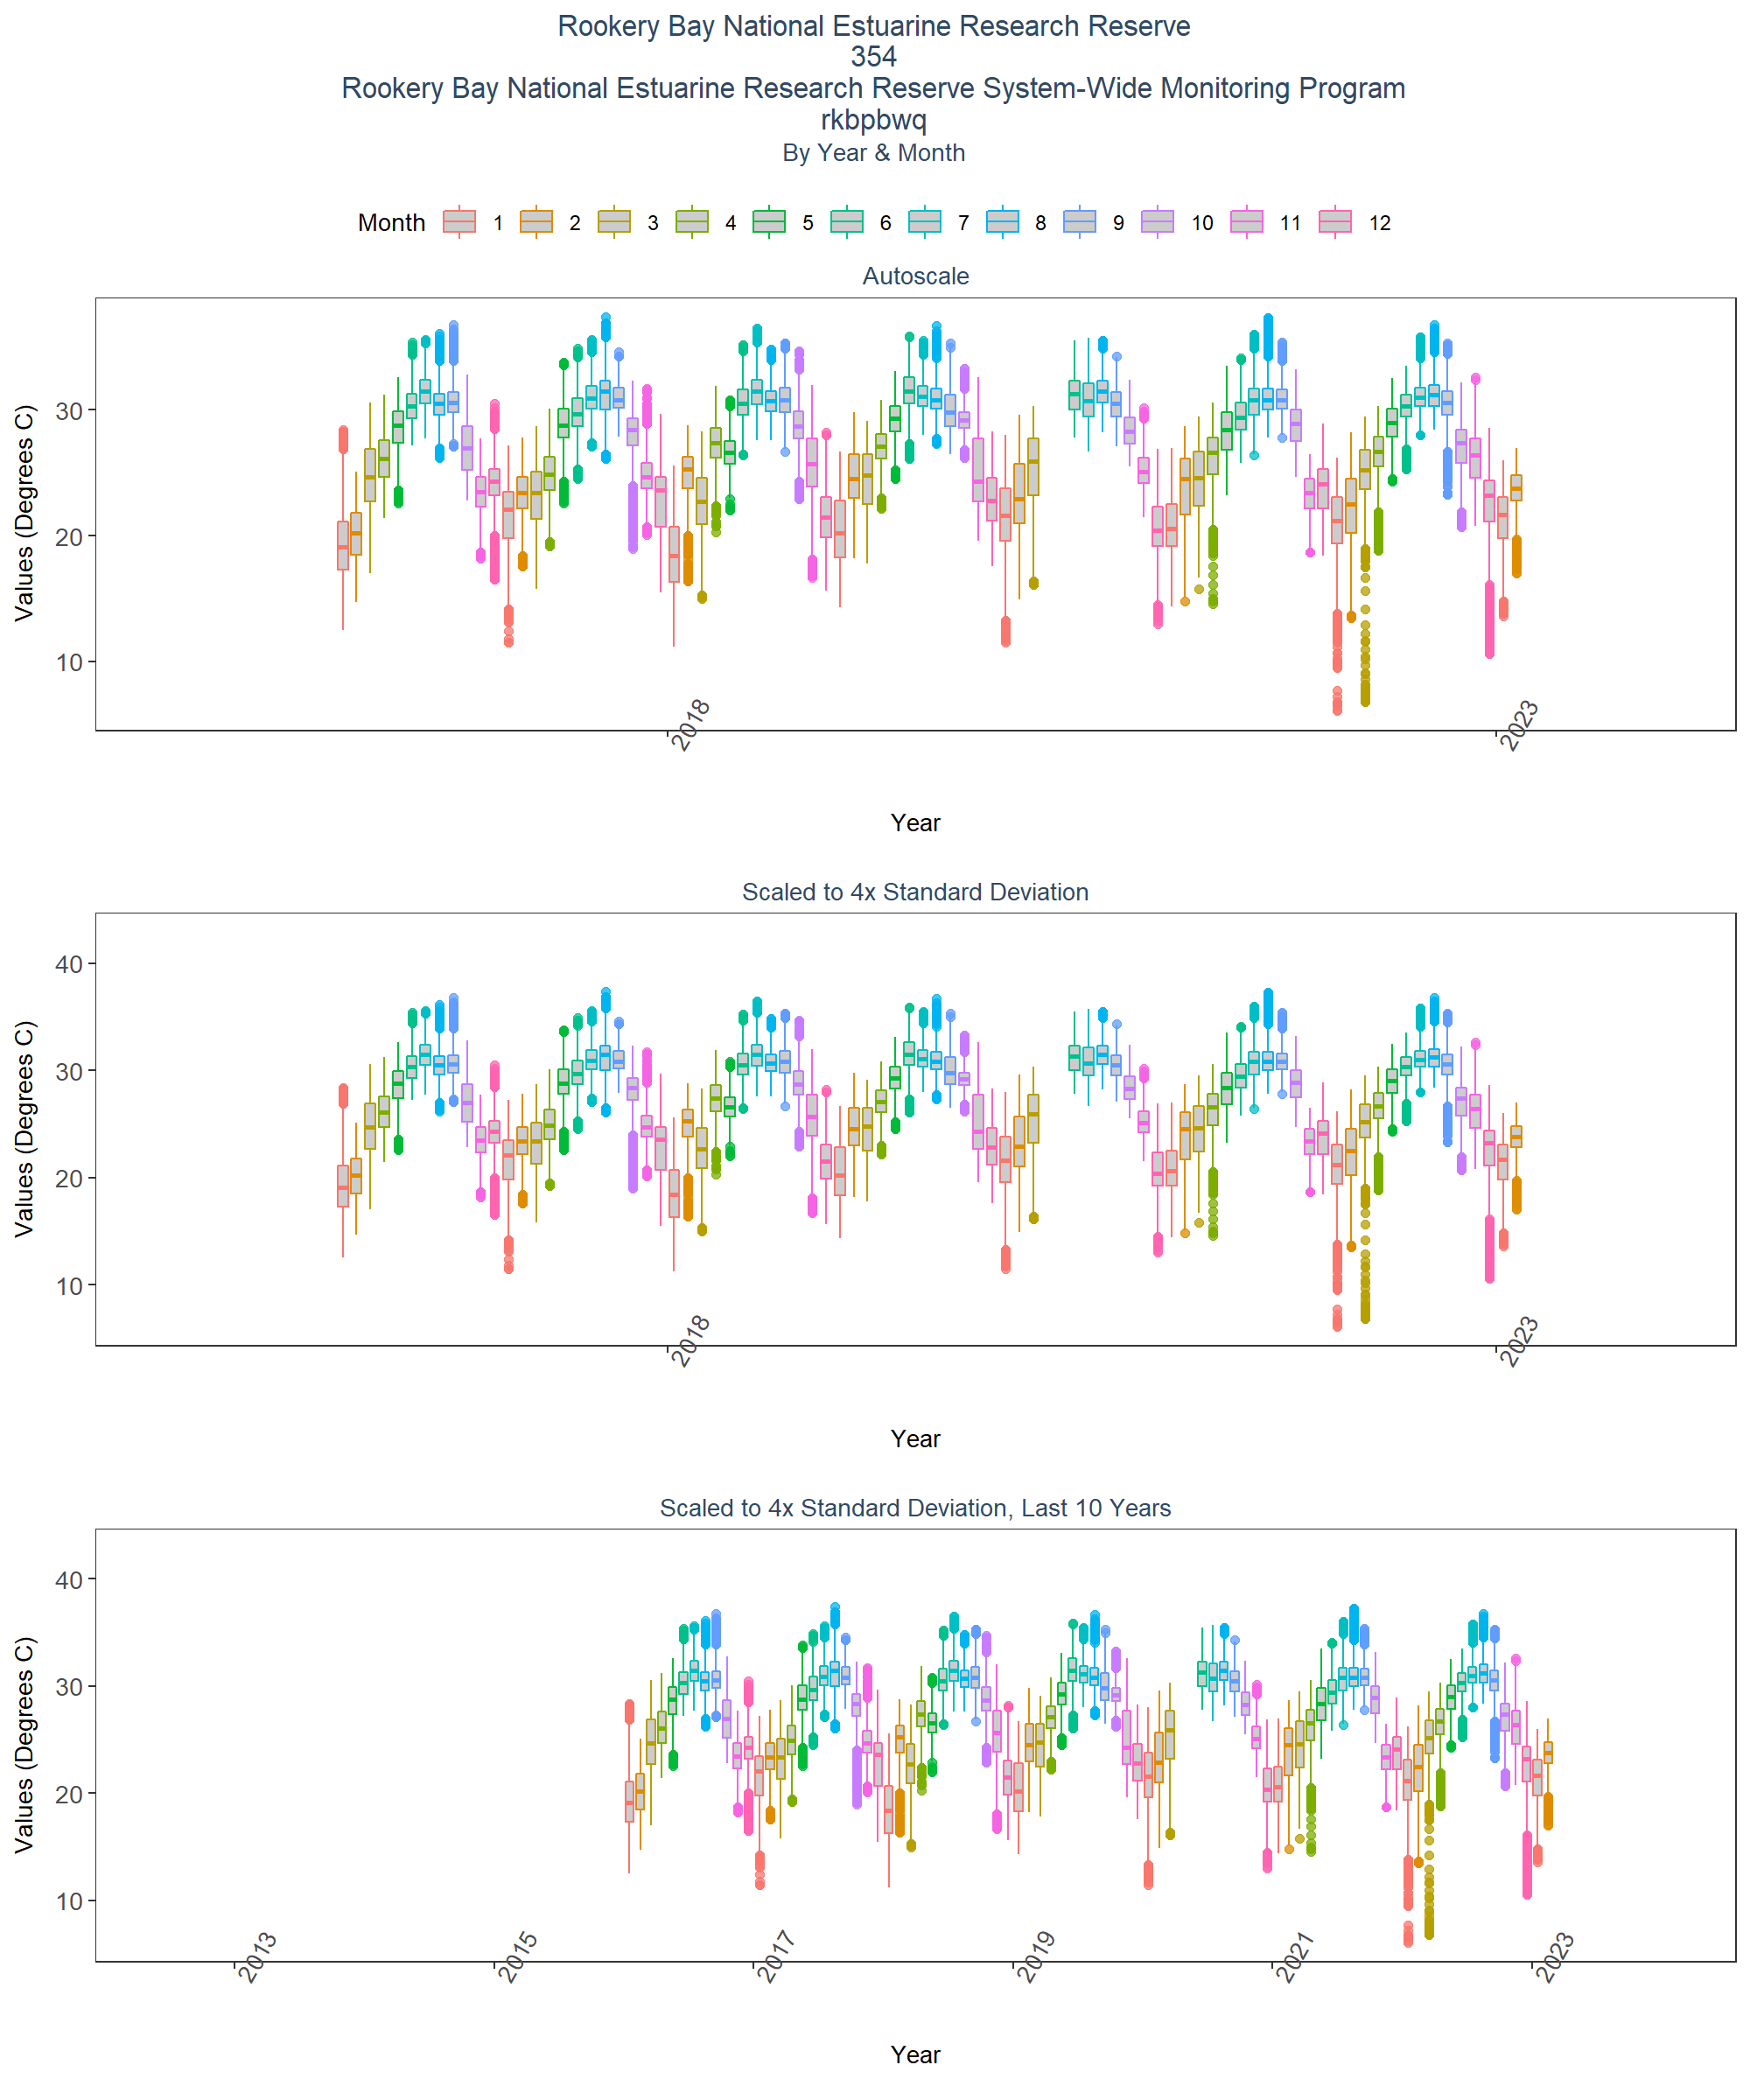 Rookery Bay National Estuarine Research Reserve
354
Rookery Bay National Estuarine Research Reserve System-Wide Monitoring Program
rkbpbwq
By Year & Month
Month 1 2 3 4 5 6 7 8 9 10 11 12
Autoscale
Values (Degrees C)
30
20
10
2018 2023
Year
Scaled to 4x Standard Deviation
Values (Degrees C)
40
30
20
10
2018 2023
Year
Scaled to 4x Standard Deviation, Last 10 Years
Values (Degrees C)
40
30
20
10
2013 2015 2017 2019 2021 2023
Year